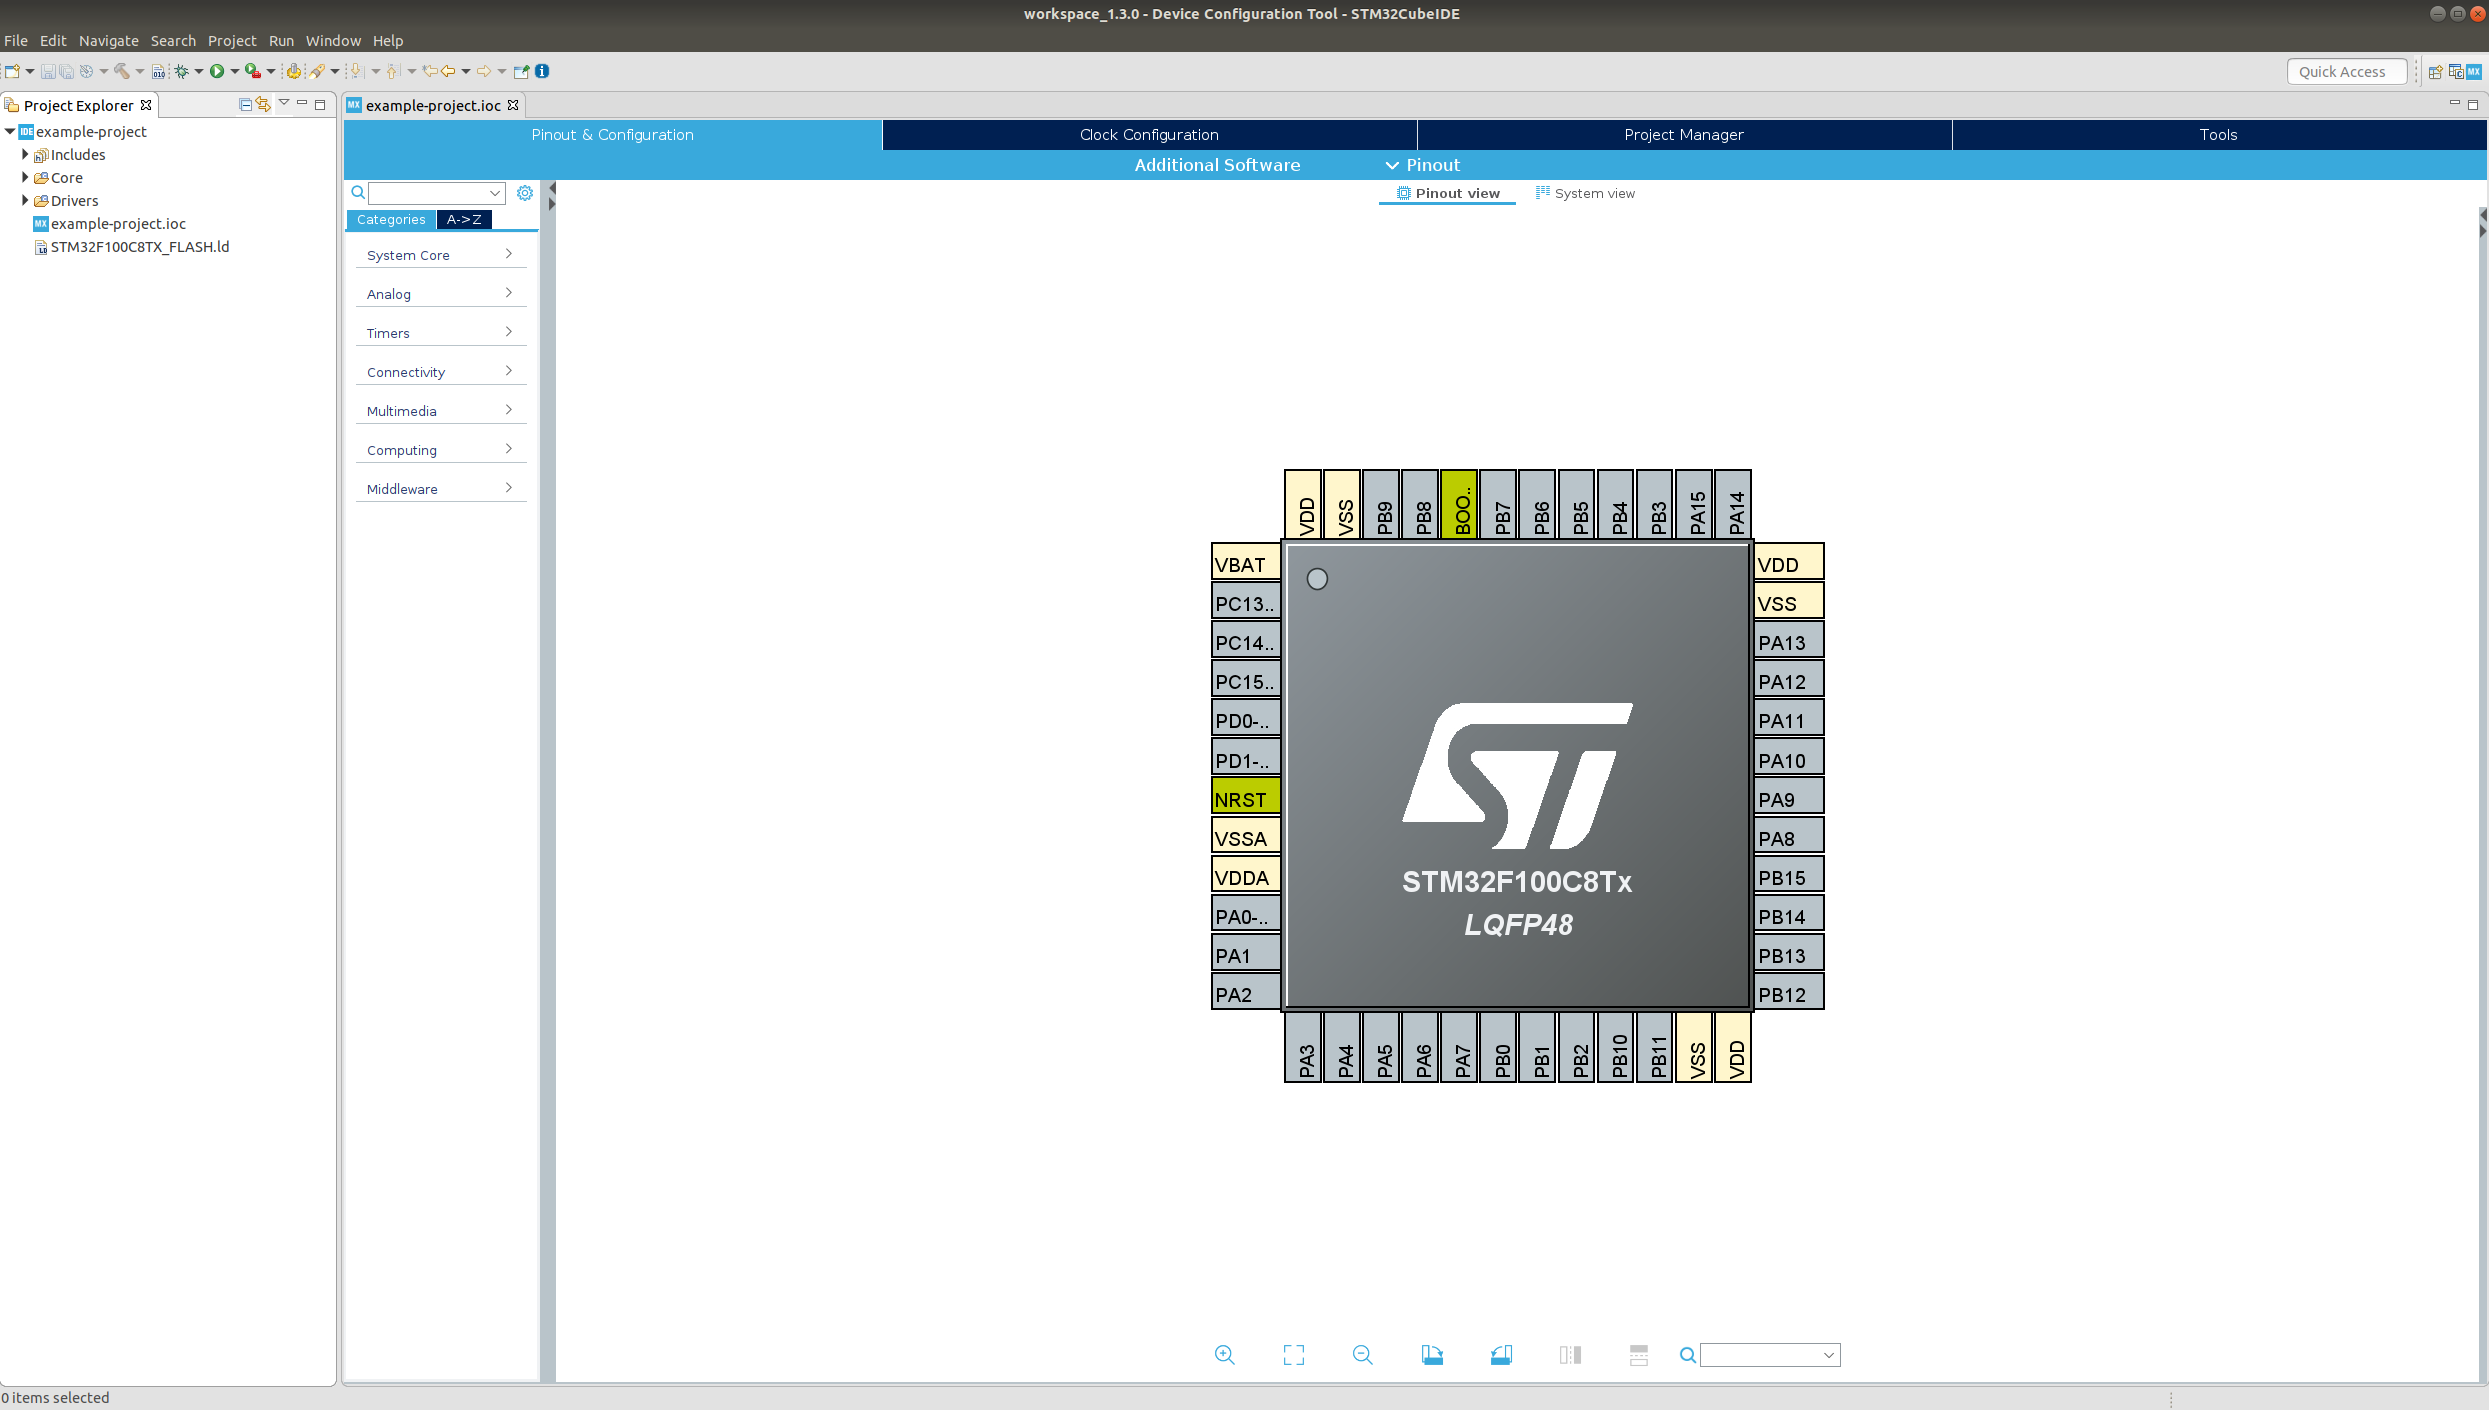 workspace_1.3.0 - Device Configuration Tool - STM32CubeIDE
File Edit Navigate Search Project Run Window Help
Quick Access
Project Explorer
example-project
Includes
Core
Drivers
example-project.ioc
STM32F100C8TX_FLASH.ld
example-project.ioc
Pinout & Configuration
Clock Configuration
Project Manager
Tools
Additional Software
Pinout
Pinout view
System view
Categories
A->Z
System Core
Analog
Timers
Connectivity
Multimedia
Computing
Middleware
VDD
VSS
PB9
PB8
BOO..
PB7
PB6
PB5
PB4
PB3
PA15
PA14
VBAT
PC13..
PC14..
PC15..
PD0-..
PD1-..
NRST
VSSA
VDDA
PA0-..
PA1
PA2
VDD
VSS
PA13
PA12
PA11
PA10
PA9
PA8
PB15
PB14
PB13
PB12
ST
STM32F100C8Tx
LQFP48
PA3
PA4
PA5
PA6
PA7
PB0
PB1
PB2
PB10
PB11
VSS
VDD
0 items selected